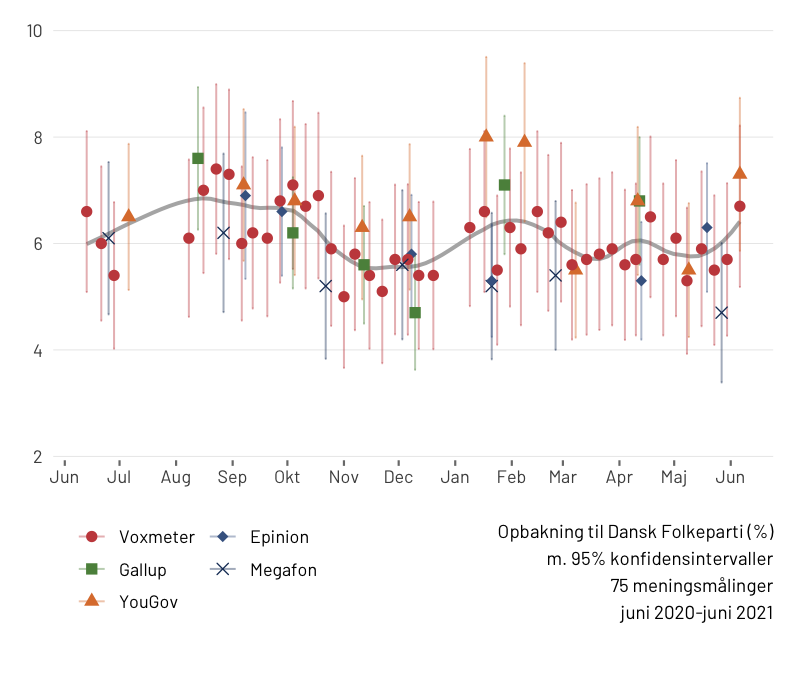 10
8
6
4
2
Jun Jul Aug Sep Okt Nov Dec Jan Feb Mar Apr Maj Jun
Voxmeter Epinion
Gallup Megafon
YouGov
Opbakning til Dansk Folkeparti (%)
m. 95% konfidensintervaller
75 meningsmålinger
juni 2020-juni 2021